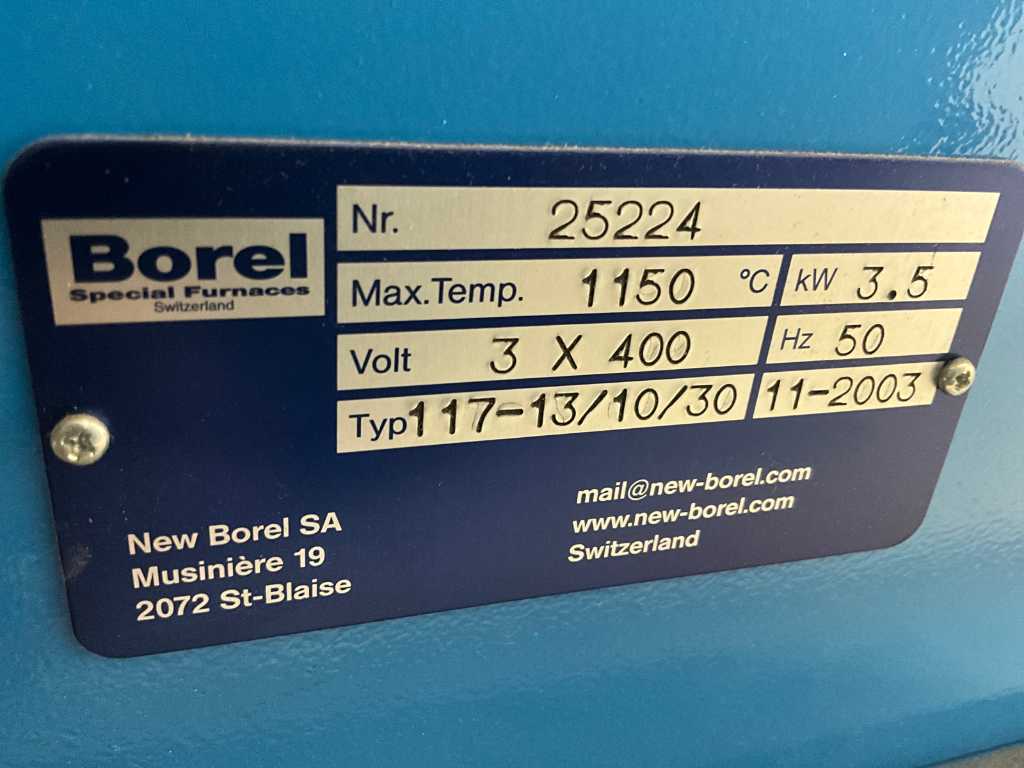 Borel
Special Furnaces
Switzerland
Nr. 25224
Max.Temp. 1150 °C kW 3.5
Volt 3 X 400 Hz 50
Typ 117-13/10/30 11-2003
New Borel SA
Musinière 19
2072 St-Blaise
mail@new-borel.com
www.new-borel.com
Switzerland